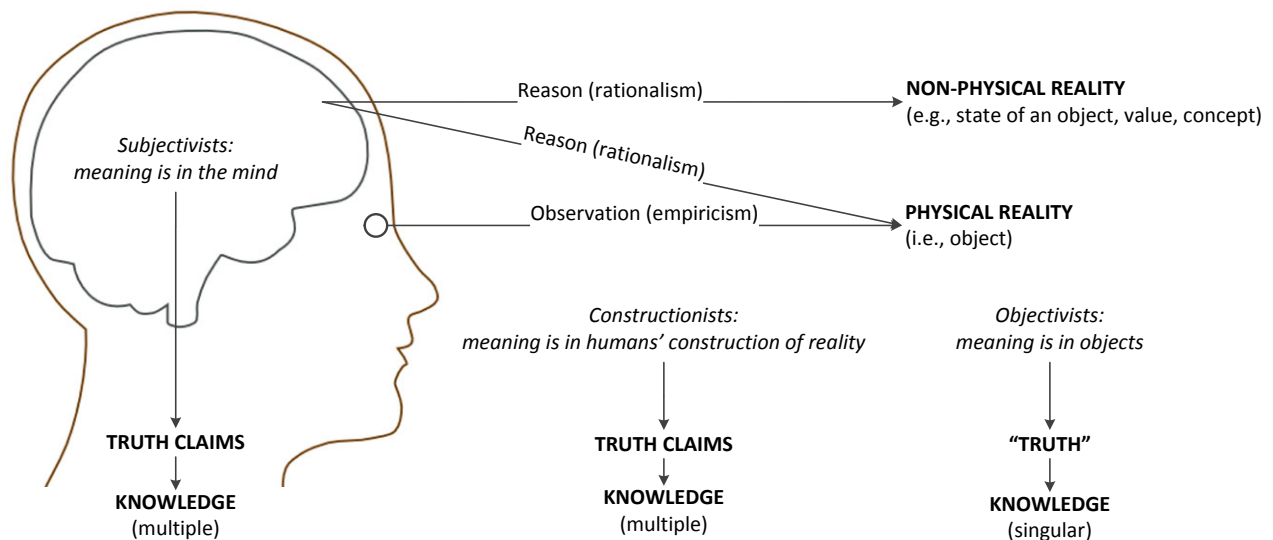 Reason (rationalism)
NON-PHYSICAL REALITY
(e.g., state of an object, value, concept)
Reason (rationalism)
Subjectivists:
meaning is in the mind
Observation (empiricism)
PHYSICAL REALITY
(i.e., object)
Constructionists:
meaning is in humans’ construction of reality
Objectivists:
meaning is in objects
TRUTH CLAIMS
TRUTH CLAIMS
“TRUTH”
KNOWLEDGE
(multiple)
KNOWLEDGE
(multiple)
KNOWLEDGE
(singular)